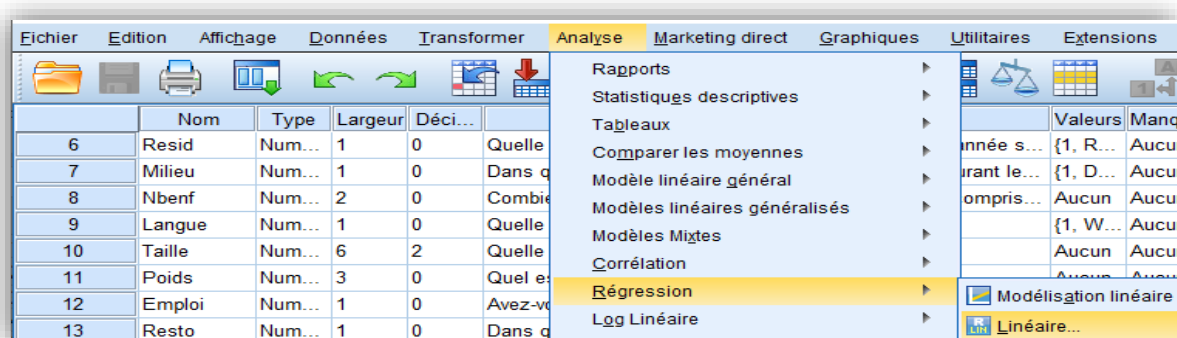 Fichier Edition Affichage Données Transformer Analyse Marketing direct Graphiques Utilitaires Extensions
Rapports
Statistiques descriptives
Tableaux
Comparer les moyennes
Modèle linéaire général
Modèles linéaires généralisés
Modèles Mixtes
Corrélation
Régression
Log Linéaire
Modélisation linéaire
Linéaire...
Nom Type Largeur Déci... Valeurs Manq
6 Resid Num... 1 0 Quelle nnée s... {1, R... Aucu
7 Milieu Num... 1 0 Dans q urant le... {1, D... Aucu
8 Nbenf Num... 2 0 Combie ompris... Aucun Aucu
9 Langue Num... 1 0 Quelle {1, W... Aucu
10 Taille Num... 6 2 Quelle Aucun Aucu
11 Poids Num... 3 0 Quel es
12 Emploi Num... 1 0 Avez-vo
13 Resto Num... 1 0 Dans q